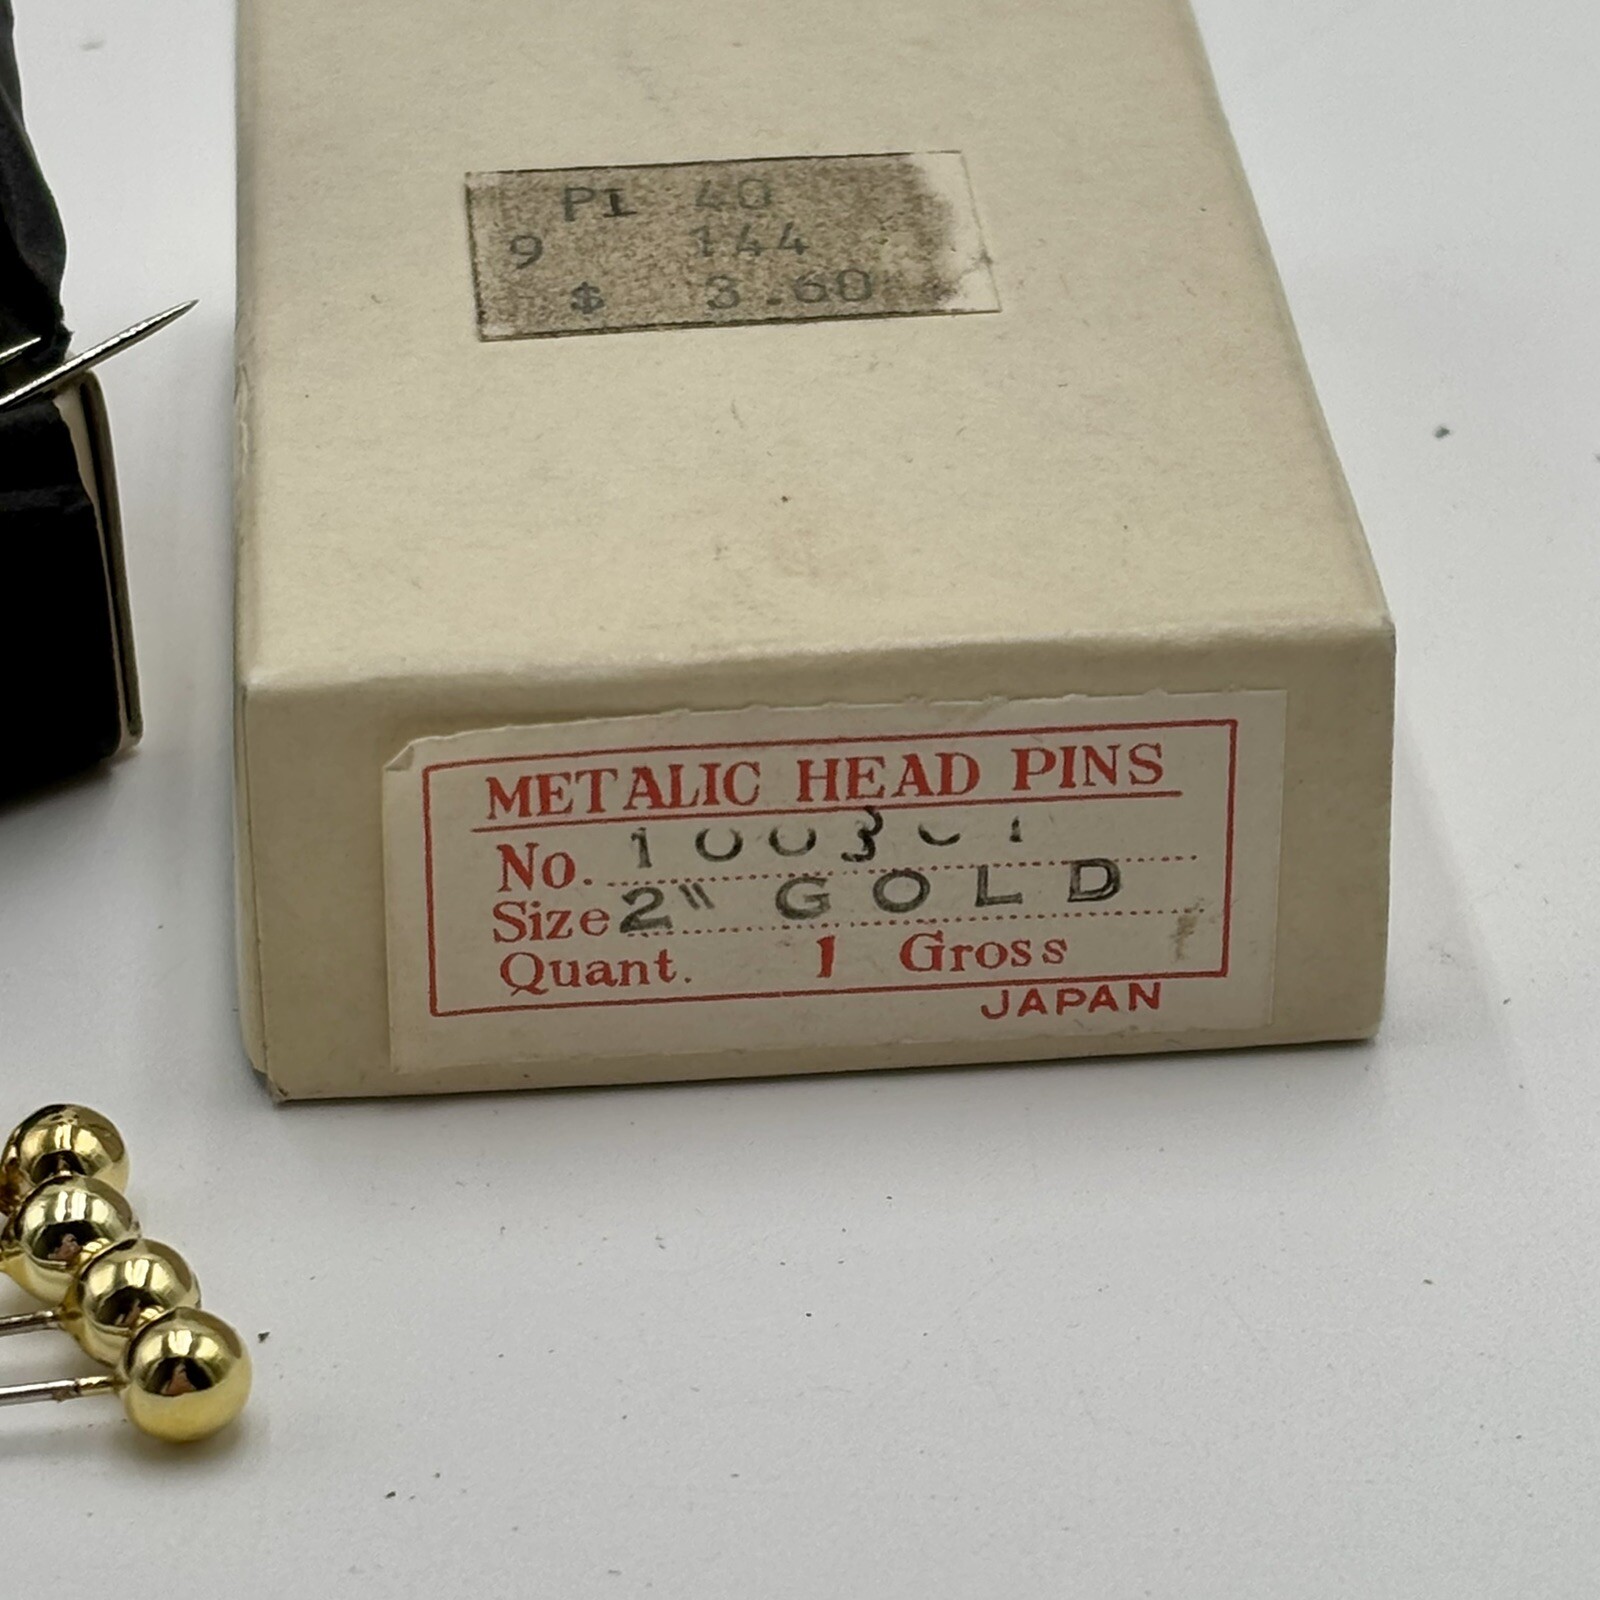 PI 40
9 144
$ 3.60
METALIC HEAD PINS
No.
Size 2" GOLD
Quant. 1 Gross
JAPAN